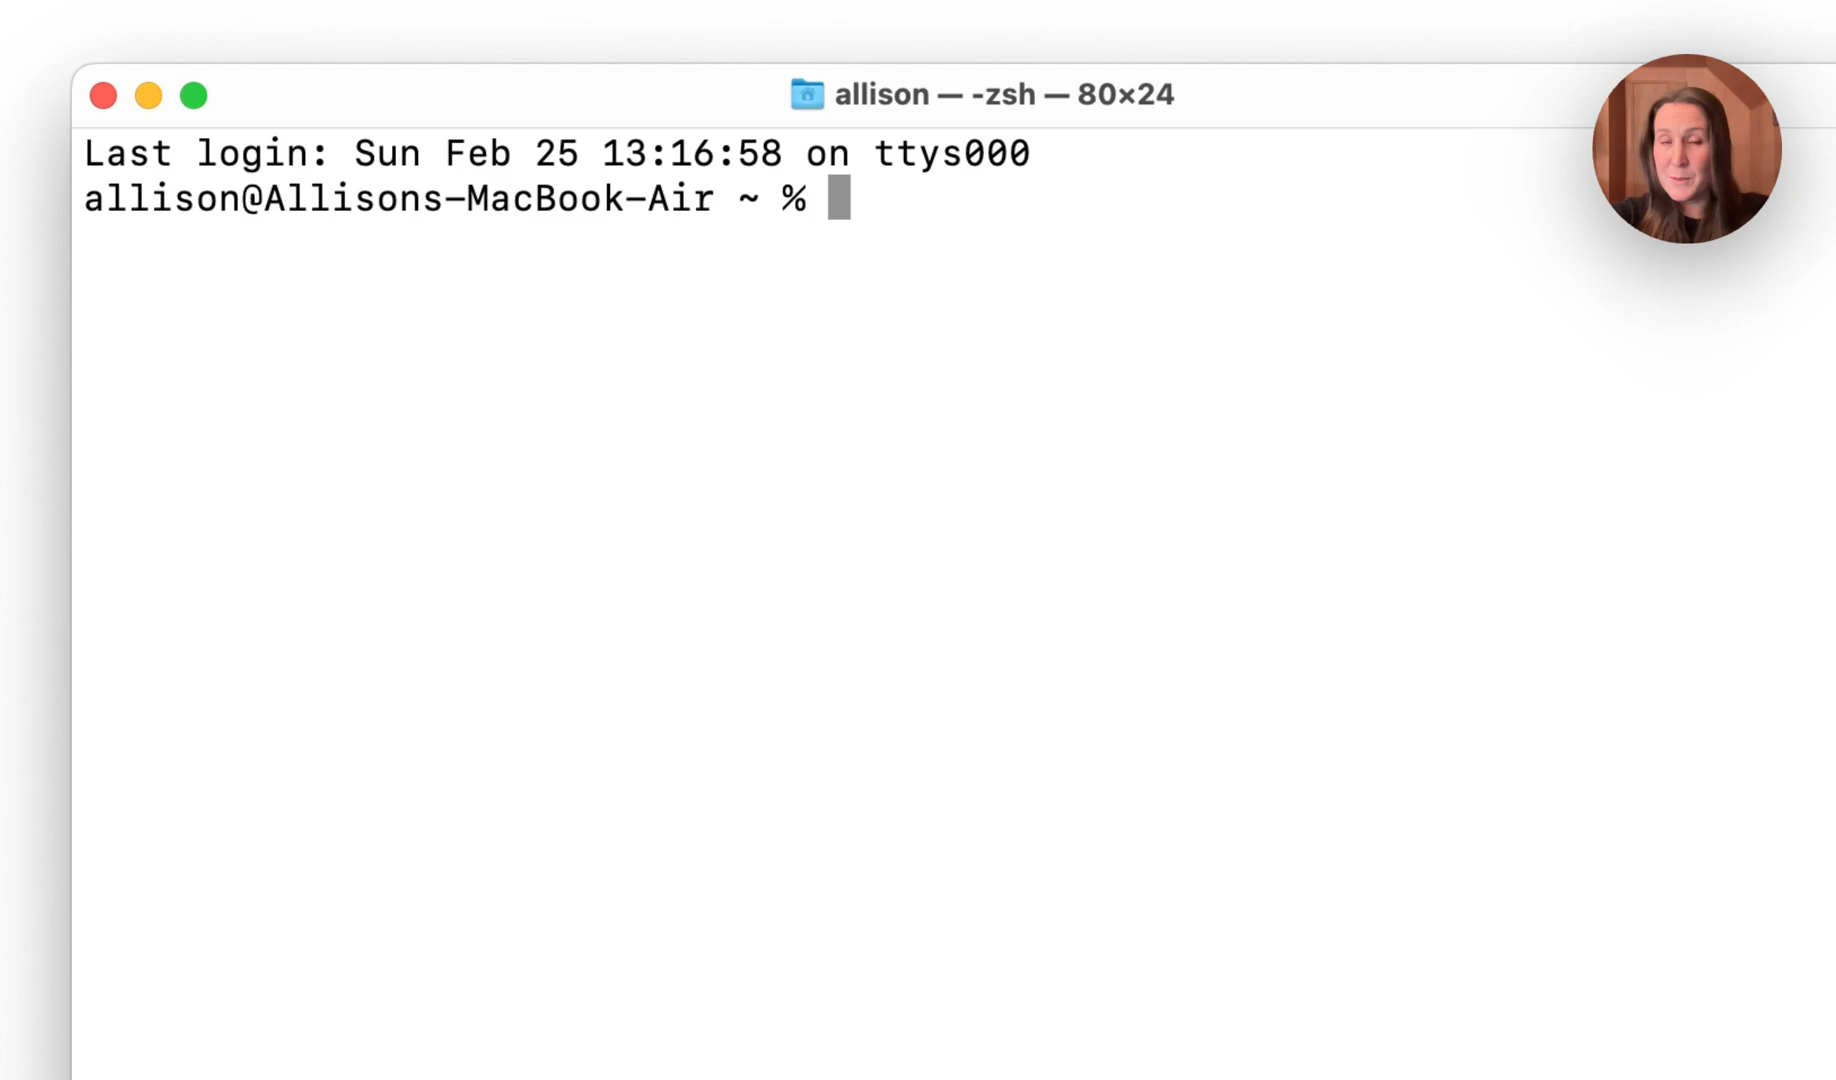 allison — -zsh — 80×24
Last login: Sun Feb 25 13:16:58 on ttys000
allison@Allisons-MacBook-Air ~ %